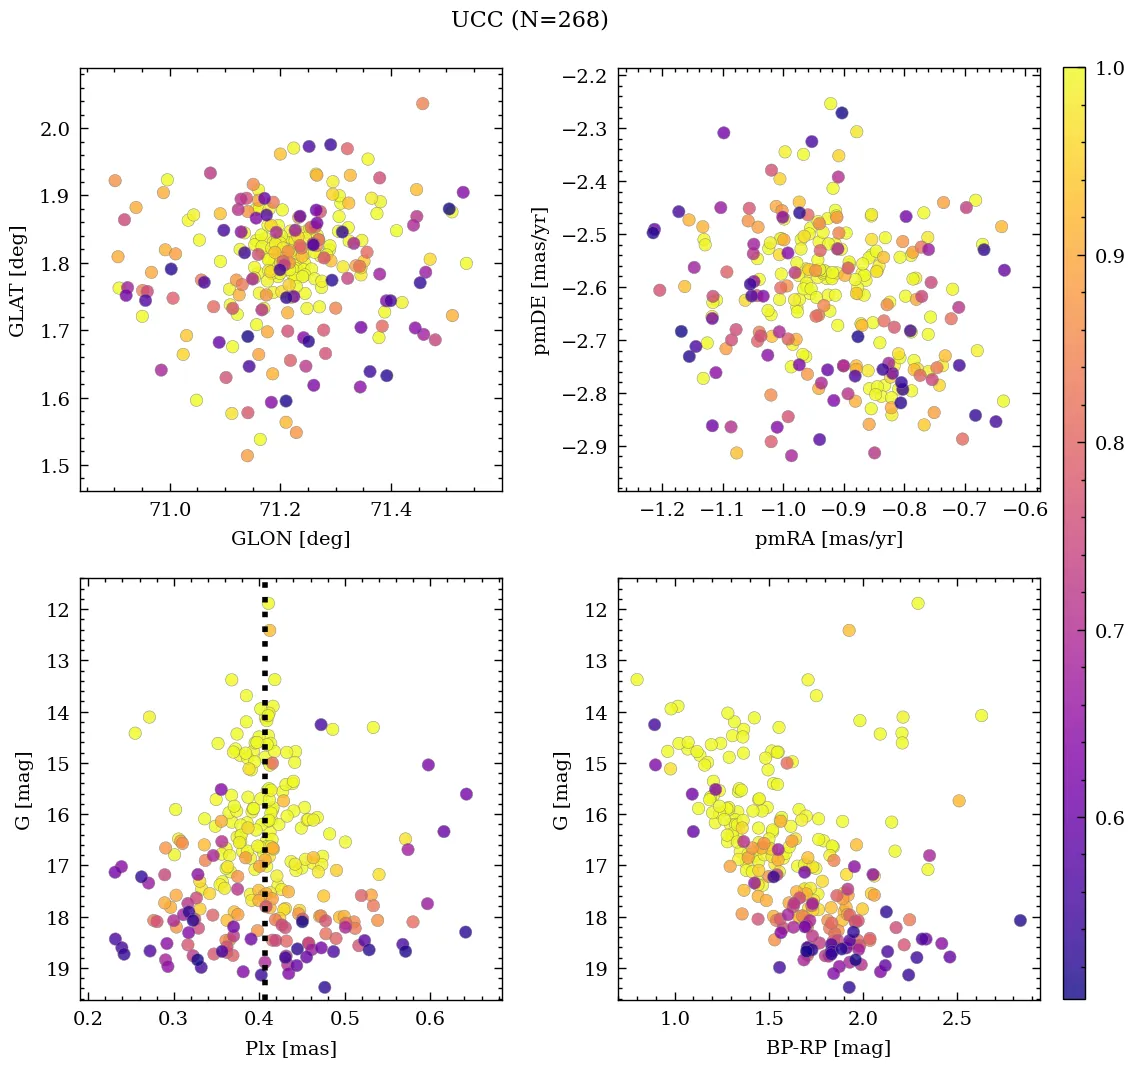 UCC (N=268)
2.0
1.9
1.8
1.7
1.6
1.5
GLAT [deg]
71.0 71.2 71.4
GLON [deg]
−2.2
−2.3
−2.4
−2.5
−2.6
−2.7
−2.8
−2.9
pmDE [mas/yr]
−1.2 −1.1 −1.0 −0.9 −0.8 −0.7 −0.6
pmRA [mas/yr]
1.0
0.9
0.8
0.7
0.6
12
13
14
15
16
17
18
19
G [mag]
0.2 0.3 0.4 0.5 0.6
Plx [mas]
12
13
14
15
16
17
18
19
G [mag]
1.0 1.5 2.0 2.5
BP-RP [mag]